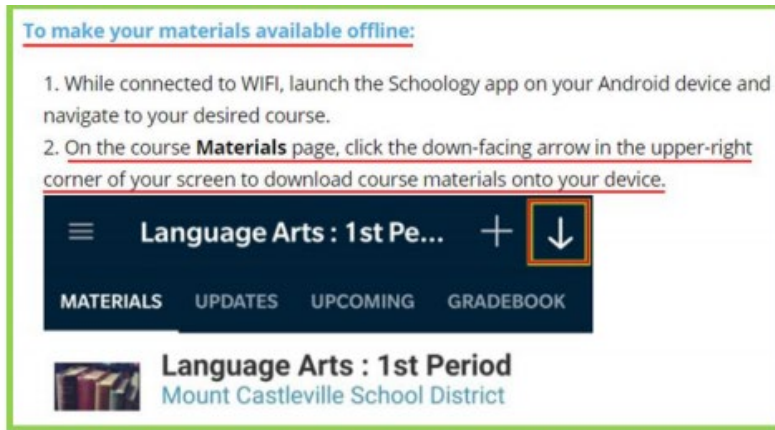 To make your materials available offline:
1. While connected to WIFI, launch the Schoology app on your Android device and
navigate to your desired course.
2. On the course Materials page, click the down-facing arrow in the upper-right
corner of your screen to download course materials onto your device.
Language Arts : 1st Pe...
MATERIALS UPDATES UPCOMING GRADEBOOK
Language Arts : 1st Period
Mount Castleville School District